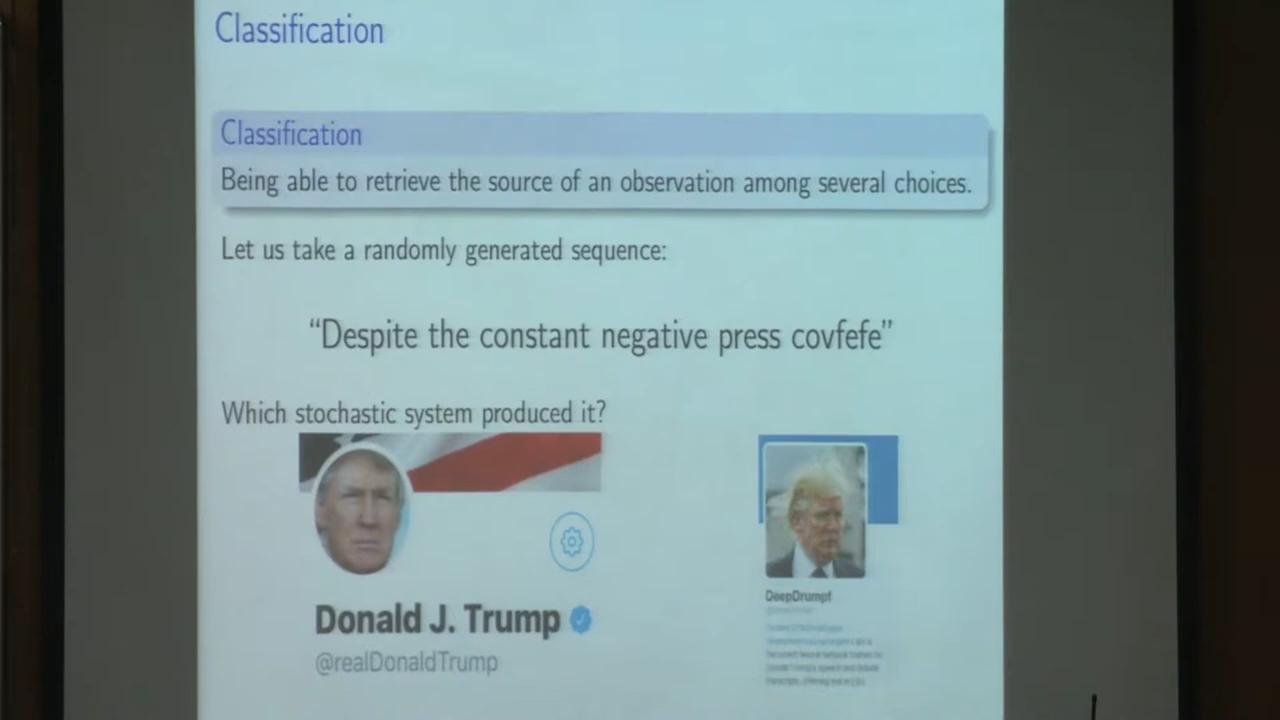 Classification
Classification
Being able to retrieve the source of an observation among several choices.
Let us take a randomly generated sequence:
“Despite the constant negative press covfefe”
Which stochastic system produced it?
Donald J. Trump
@realDonaldTrump
DeepDrumpf